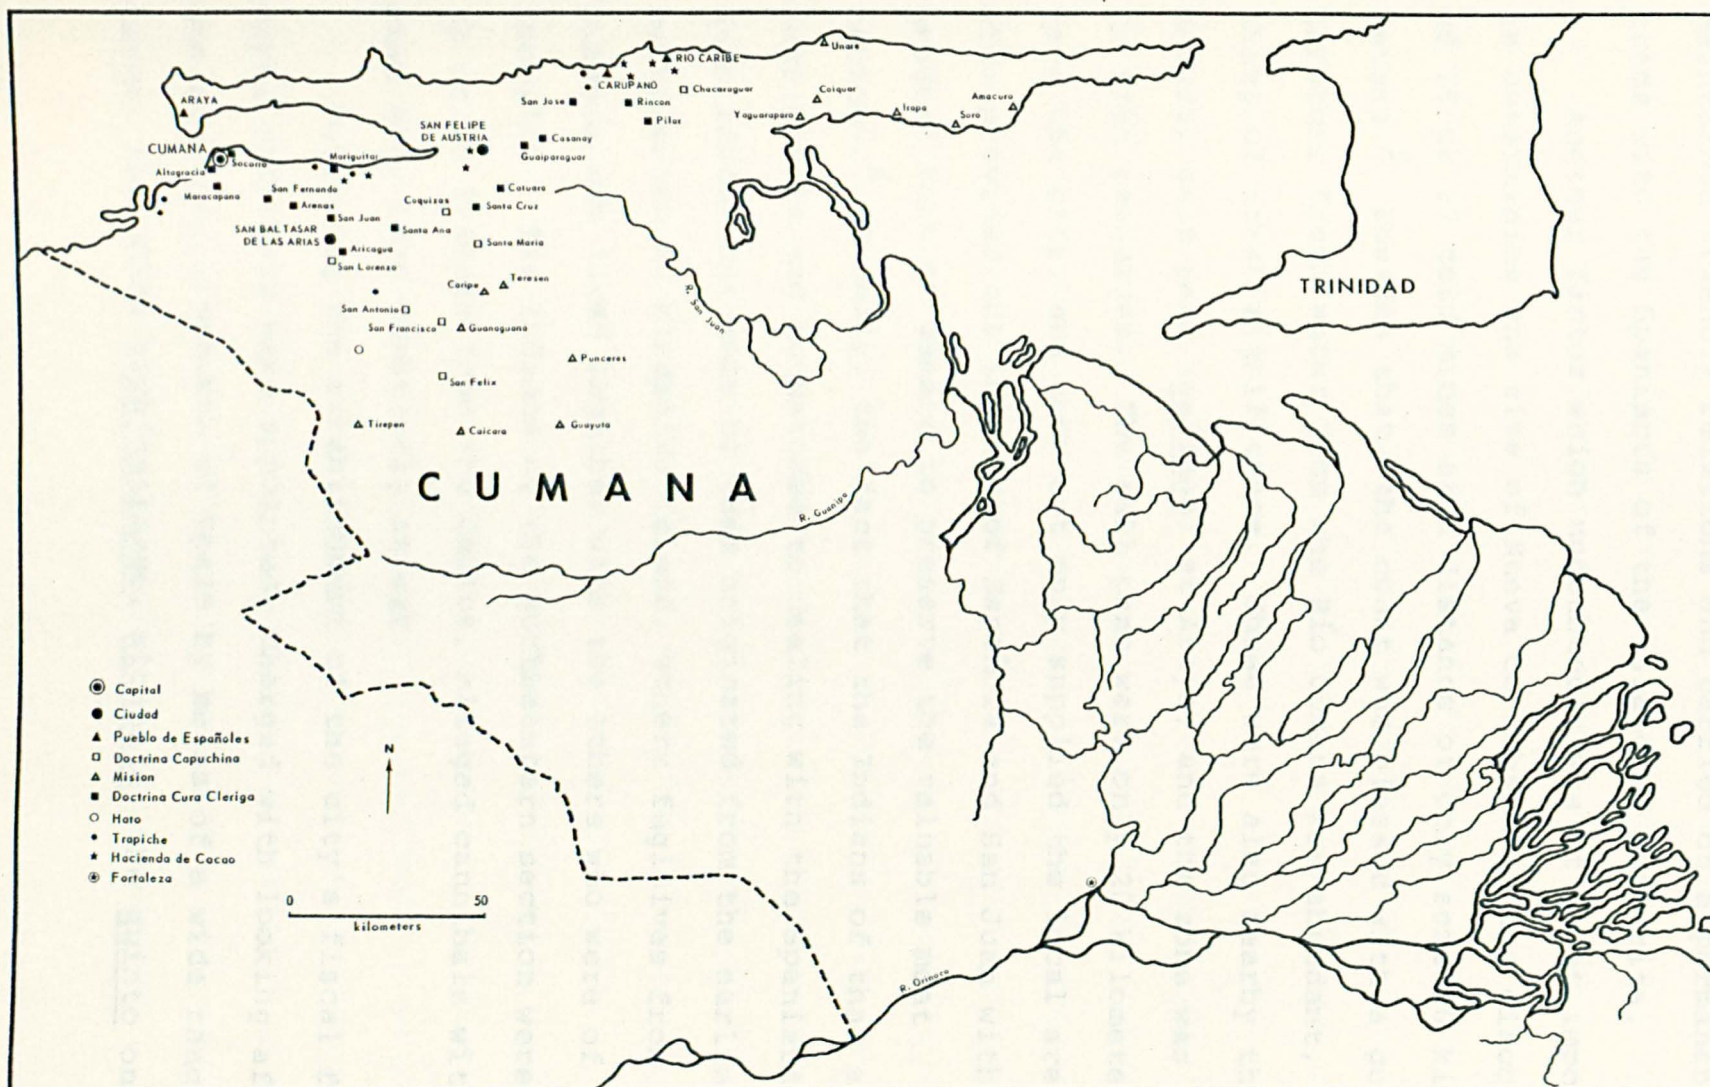 Unare
RIO CARIBE
CARUPANO
Chacaraguar
ARAYA
San Jose
Rincon
Pilar
Coiquar
Amacuro
Yaguaraparo
Irapa
Soro
SAN FELIPE
DE AUSTRIA
Casanay
Guaiparaguar
CUMANA
Socorro
Altagracia
Mariguitar
Maracapana
San Fernando
Arenas
Catuaro
Coquizas
Santa Cruz
San Juan
Santa Ana
SAN BALTASAR
DE LAS ARIAS
Aricagua
Santa Maria
San Lorenzo
Caripe
Teresen
R. San Juan
TRINIDAD
San Antonio
San Francisco
Guanaguana
Punceres
San Felix
Tirepen
Caicara
Guayuta
CUMANA
R. Guanipa
Capital
Ciudad
Pueblo de Españoles
Doctrina Capuchina
Mision
Doctrina Cura Cleriga
Hato
Trapiche
Hacienda de Cacao
Fortaleza
N
0 50
kilometers
R. Orinoco